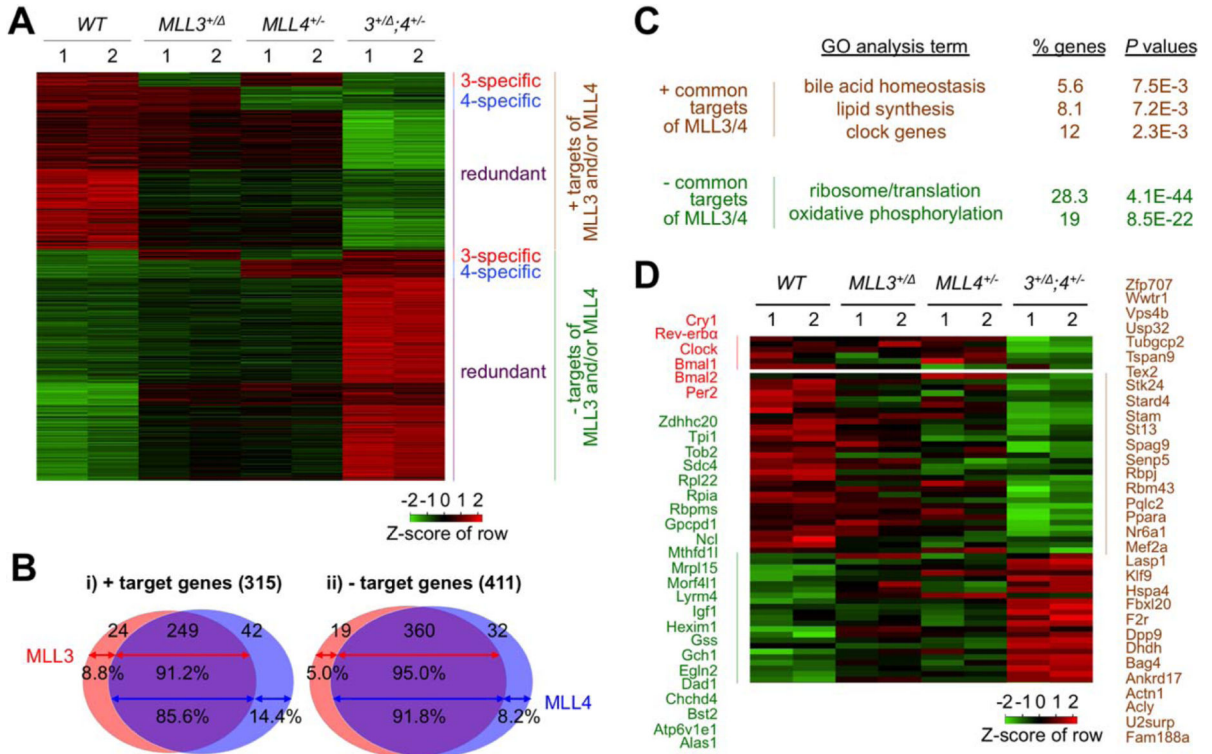 A
WT MLL3+/Δ MLL4+/- 3+/Δ;4+/-
1 2 1 2 1 2 1 2
3-specific
4-specific
redundant
+ targets of
MLL3 and/or MLL4
3-specific
4-specific
redundant
- targets of
MLL3 and/or MLL4
-2 -1 0 1 2
Z-score of row
B
i) + target genes (315)
24 249 42
MLL3
8.8% 91.2%
85.6% 14.4%
ii) - target genes (411)
19 360 32
5.0% 95.0%
MLL4
91.8% 8.2%
C
GO analysis term % genes P values
+ common
targets
of MLL3/4
bile acid homeostasis 5.6 7.5E-3
lipid synthesis 8.1 7.2E-3
clock genes 12 2.3E-3
- common
targets
of MLL3/4
ribosome/translation 28.3 4.1E-44
oxidative phosphorylation 19 8.5E-22
D
WT MLL3+/Δ MLL4+/- 3+/Δ;4+/-
1 2 1 2 1 2 1 2
Cry1
Rev-erbα
Clock
Bmal1
Bmal2
Per2
Zdhhc20
Tpi1
Tob2
Sdc4
Rpl22
Rpia
Rbpms
Gpcpd1
Ncl
Mthfd1l
Mrpl15
Morf4l1
Lyrm4
Igf1
Hexim1
Gss
Gch1
Egln2
Dad1
Chchd4
Bst2
Atp6v1e1
Alas1
Zfp707
Wwtr1
Vps4b
Usp32
Tubgcp2
Tspan9
Tex2
Stk24
Stard4
Stam
St13
Spag9
Senp5
Rbpj
Rbm43
Pqlc2
Ppara
Nr6a1
Mef2a
Lasp1
Klf9
Hspa4
Fbxl20
F2r
Dpp9
Dhdh
Bag4
Ankrd17
Actn1
Acly
U2surp
Fam188a
-2 -1 0 1 2
Z-score of row